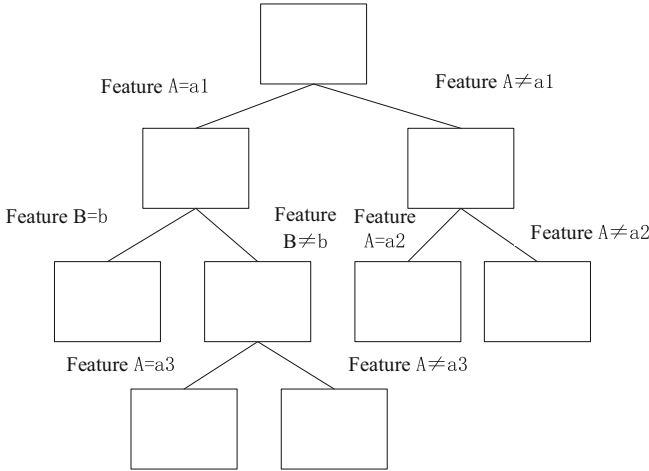 Feature A=a1
Feature A≠a1
Feature B=b
Feature
B≠b
Feature
A=a2
Feature A≠a2
Feature A=a3
Feature A≠a3